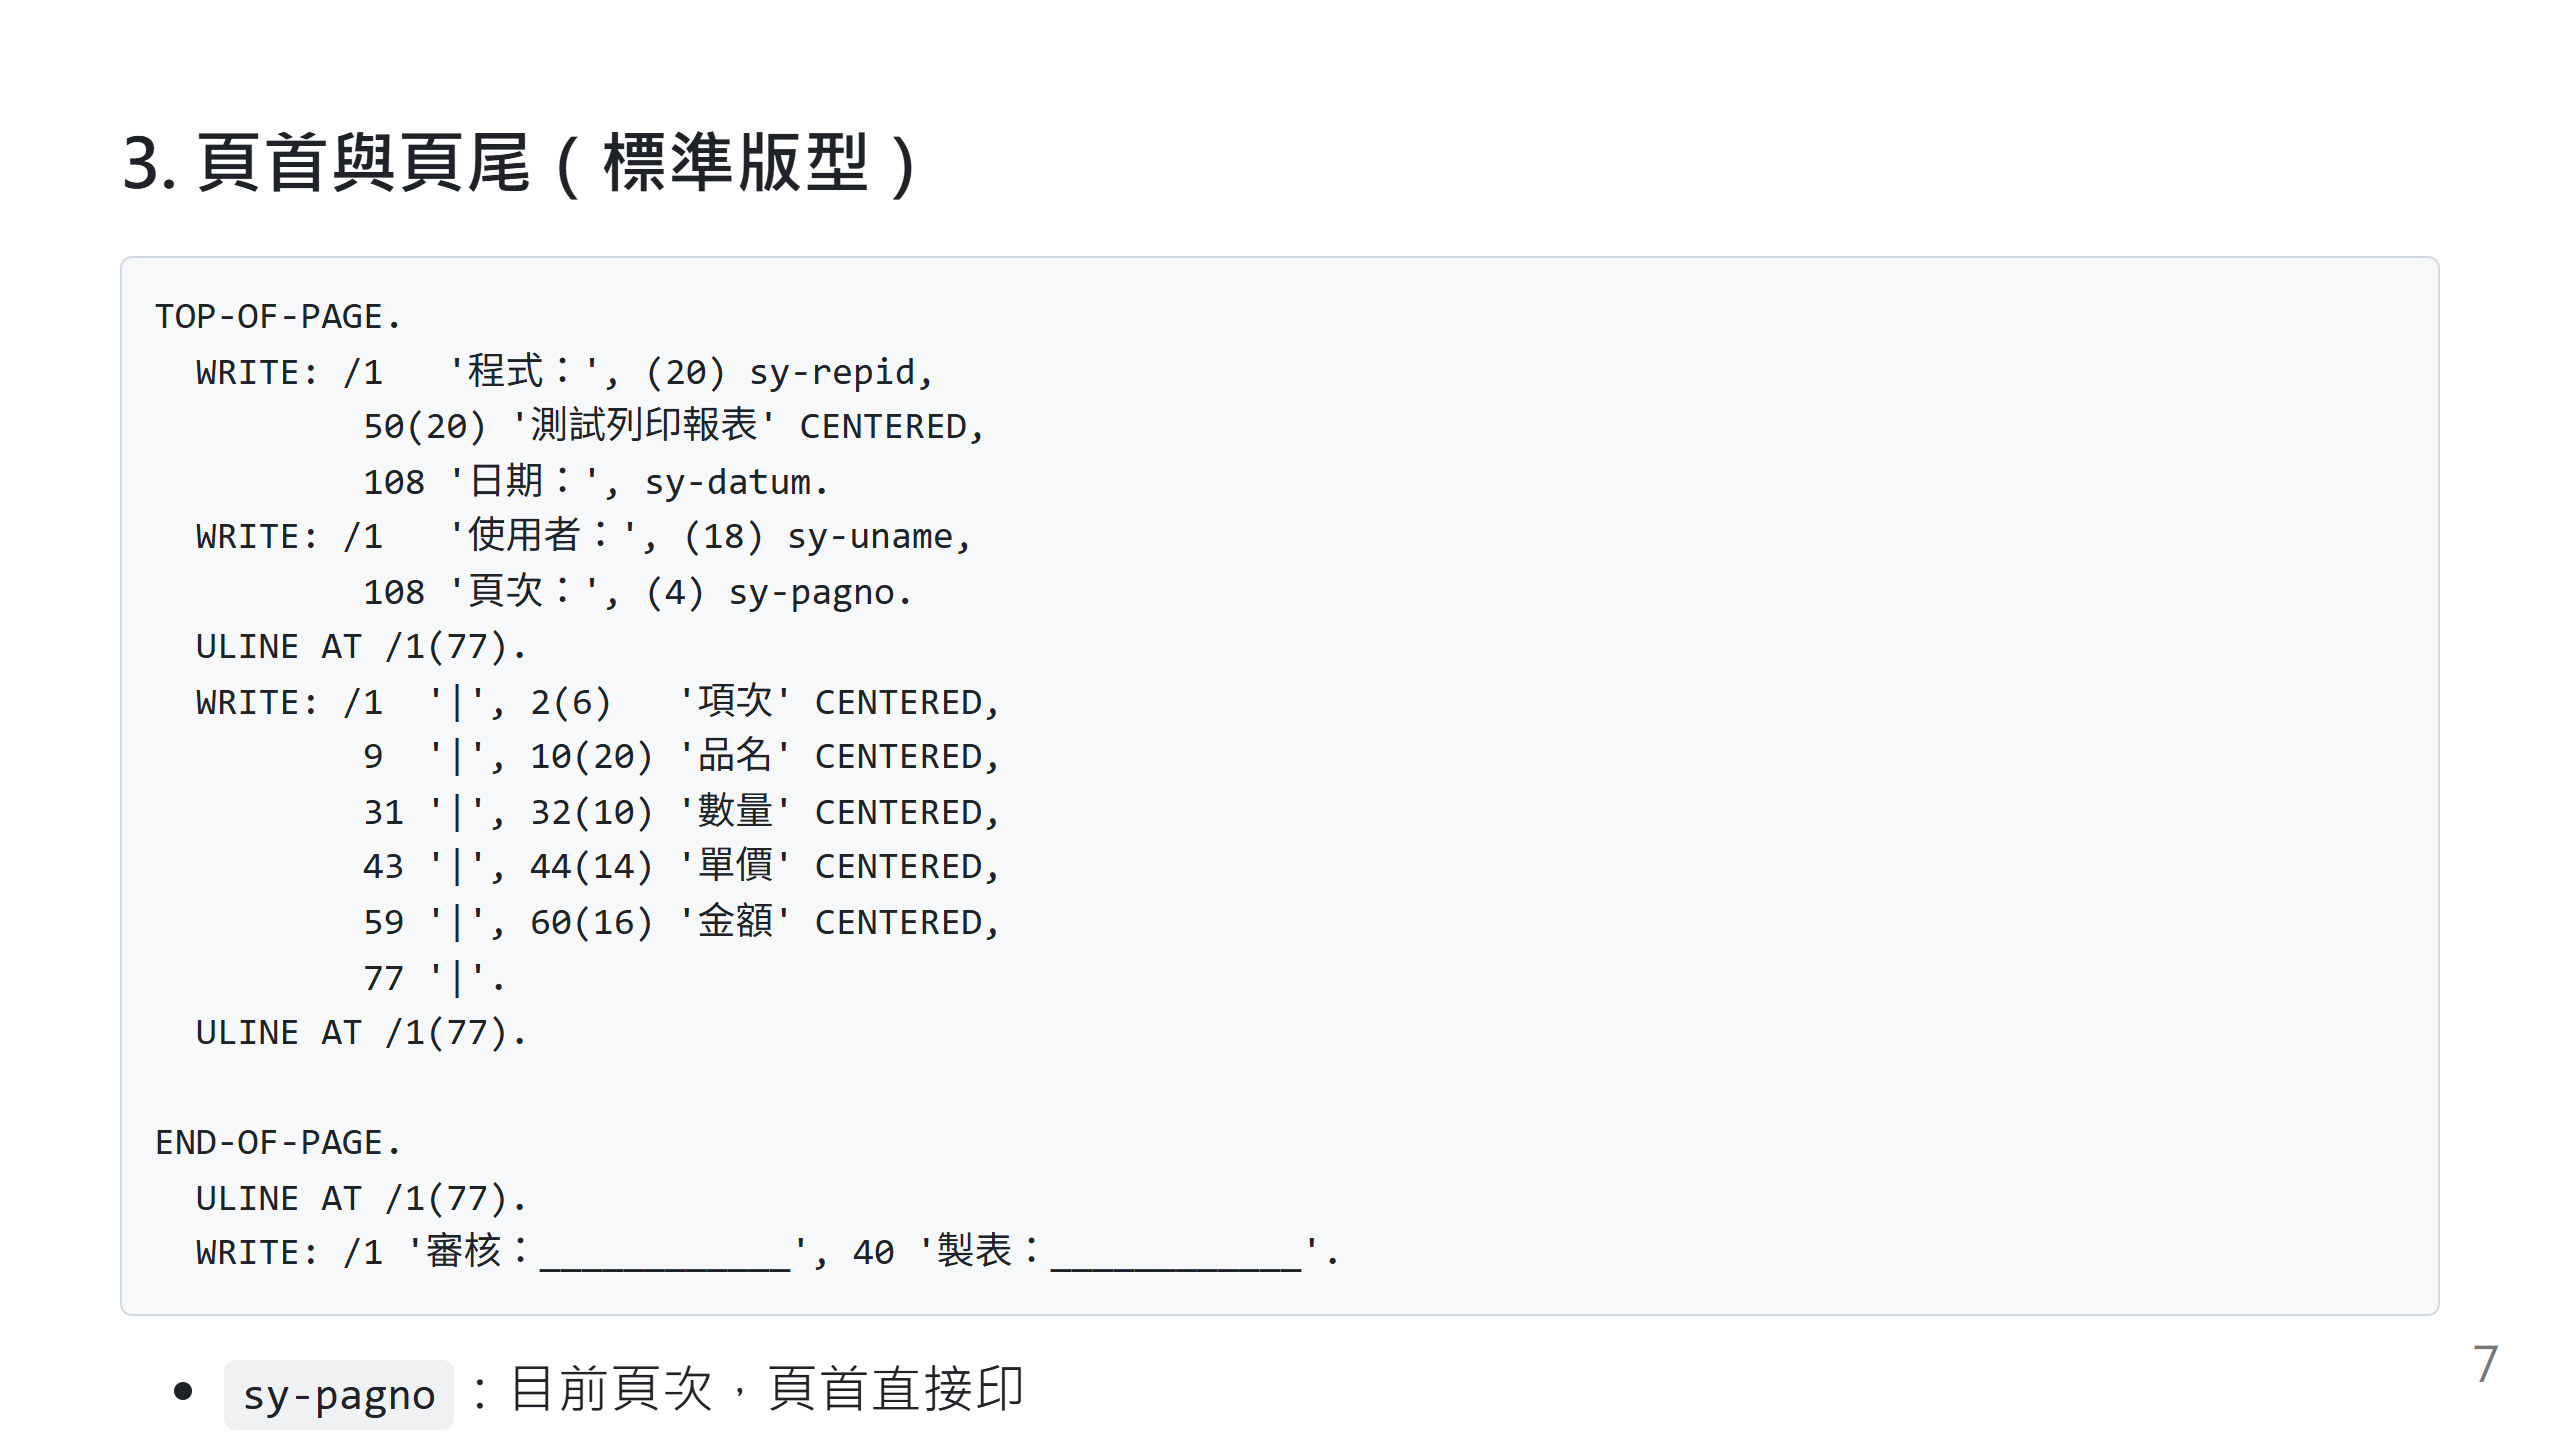 3. 頁首與頁尾（標準版型）
TOP-OF-PAGE.
  WRITE: /1   '程式：', (20) sy-repid,
          50(20) '測試列印報表' CENTERED,
          108 '日期：', sy-datum.
  WRITE: /1   '使用者：', (18) sy-uname,
          108 '頁次：', (4) sy-pagno.
  ULINE AT /1(77).
  WRITE: /1  '|', 2(6)   '項次' CENTERED,
          9  '|', 10(20) '品名' CENTERED,
          31 '|', 32(10) '數量' CENTERED,
          43 '|', 44(14) '單價' CENTERED,
          59 '|', 60(16) '金額' CENTERED,
          77 '|'.
  ULINE AT /1(77).
END-OF-PAGE.
  ULINE AT /1(77).
  WRITE: /1 '審核：____________', 40 '製表：____________'.
• sy-pagno：目前頁次，頁首直接印
7